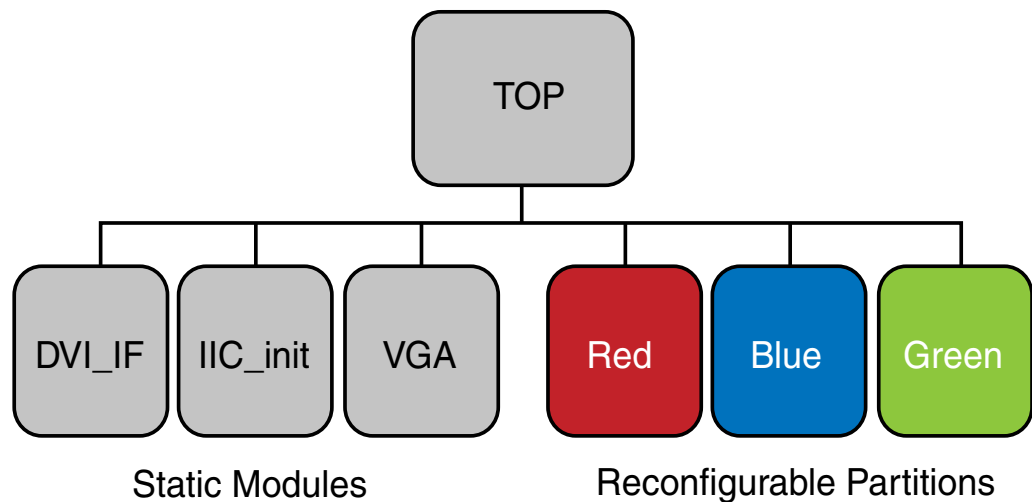 TOP
DVI_IF IIC_init VGA Red Blue Green
Static Modules Reconfigurable Partitions